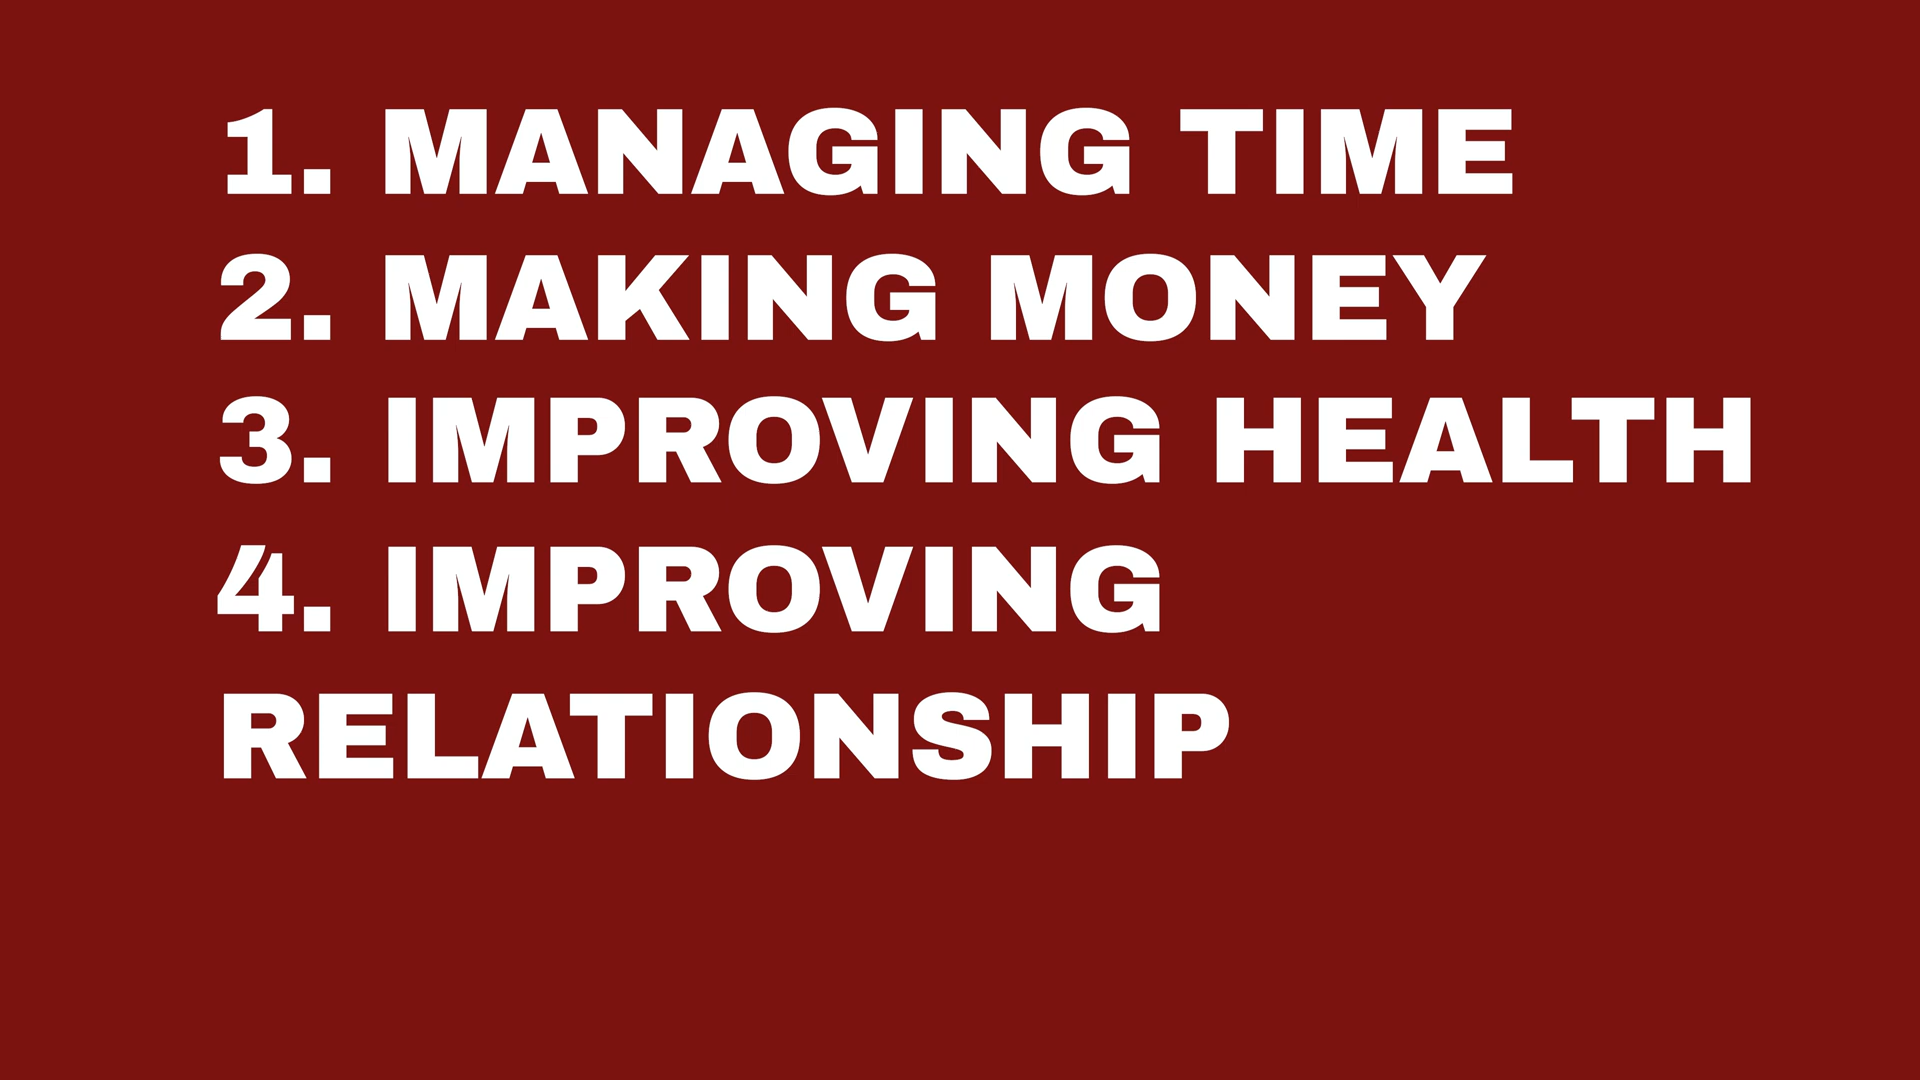 1. MANAGING TIME
2. MAKING MONEY
3. IMPROVING HEALTH
4. IMPROVING
RELATIONSHIP